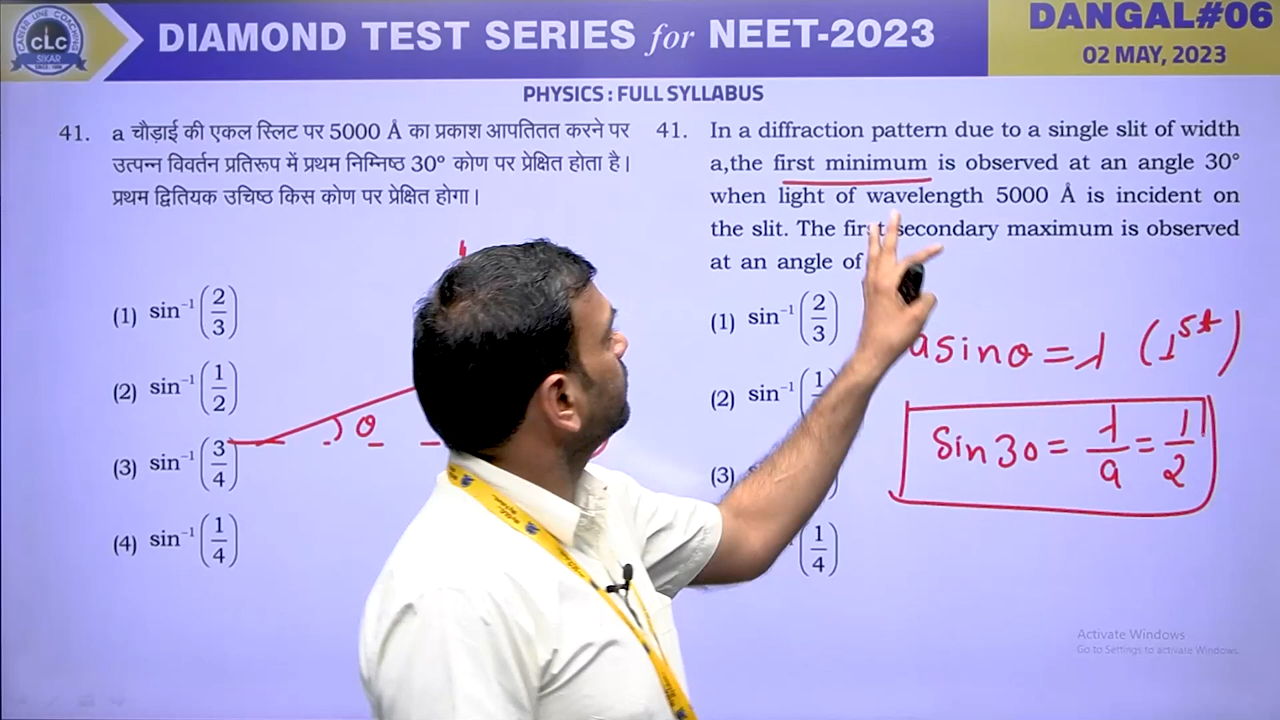 CLC
SIKAR
DIAMOND TEST SERIES for NEET-2023
DANGAL#06
02 MAY, 2023
PHYSICS : FULL SYLLABUS
41. a चौड़ाई की एकल स्लिट पर 5000 Å का प्रकाश आपतितत करने पर
उत्पन्न विवर्तन प्रतिरूप में प्रथम निम्निष्ठ 30° कोण पर प्रेक्षित होता है।
प्रथम द्वितियक उचिष्ठ किस कोण पर प्रेक्षित होगा।
(1) sin⁻¹(2/3)
(2) sin⁻¹(1/2)
(3) sin⁻¹(3/4)
(4) sin⁻¹(1/4)
θ
41. In a diffraction pattern due to a single slit of width
a,the first minimum is observed at an angle 30°
when light of wavelength 5000 Å is incident on
the slit. The first secondary maximum is observed
at an angle of
(1) sin⁻¹(2/3)
(2) sin⁻¹(1
(3)
(1/4)
a sinθ = λ (1st)
Sin 30 = λ/a = 1/2
Activate Windows
Go to Settings to activate Windows.